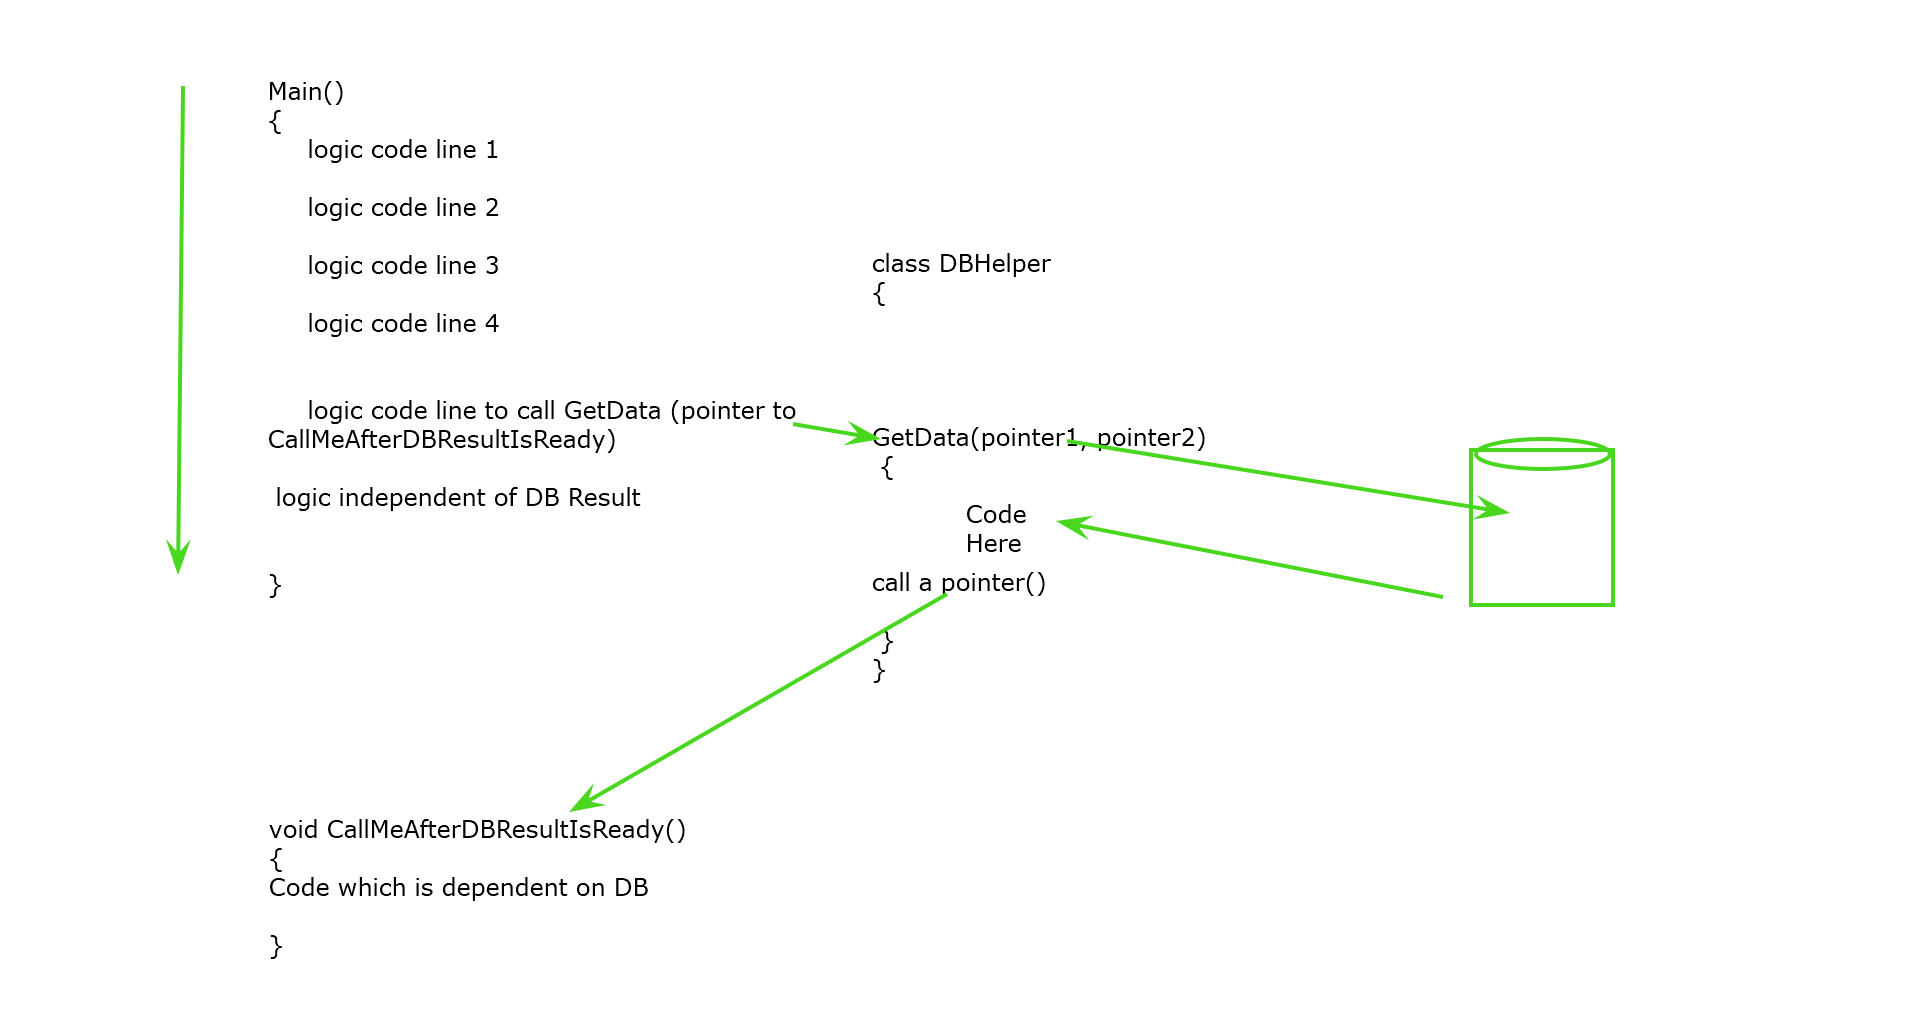 Main()
{
logic code line 1
logic code line 2
logic code line 3
logic code line 4
logic code line to call GetData (pointer to
CallMeAfterDBResultIsReady)
logic independent of DB Result
}
class DBHelper
{
GetData(pointer1, pointer2)
{
Code
Here
call a pointer()
}
}
void CallMeAfterDBResultIsReady()
{
Code which is dependent on DB
}